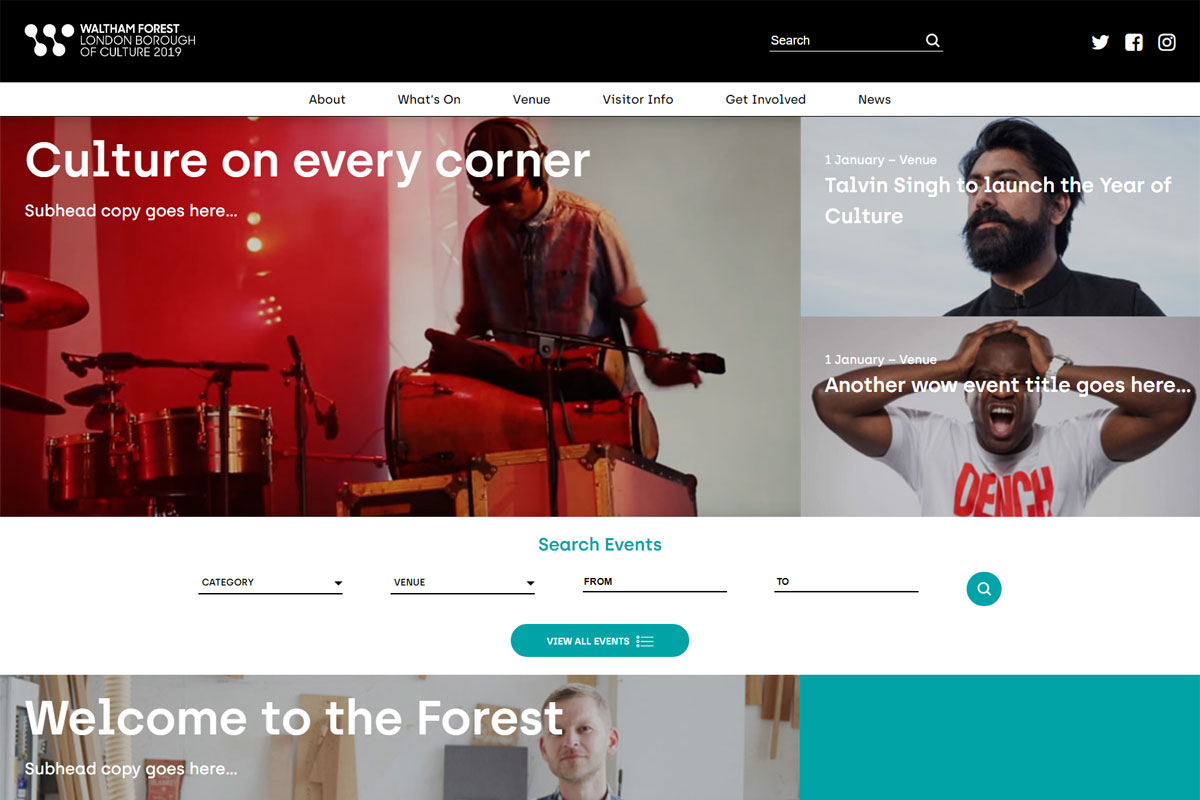 WALTHAM FOREST
LONDON BOROUGH
OF CULTURE 2019
Search
About
What's On
Venue
Visitor Info
Get Involved
News
Culture on every corner
Subhead copy goes here...
1 January – Venue
Talvin Singh to launch the Year of
Culture
1 January – Venue
Another wow event title goes here...
DENCH
Search Events
CATEGORY
VENUE
FROM
TO
VIEW ALL EVENTS
Welcome to the Forest
Subhead copy goes here...